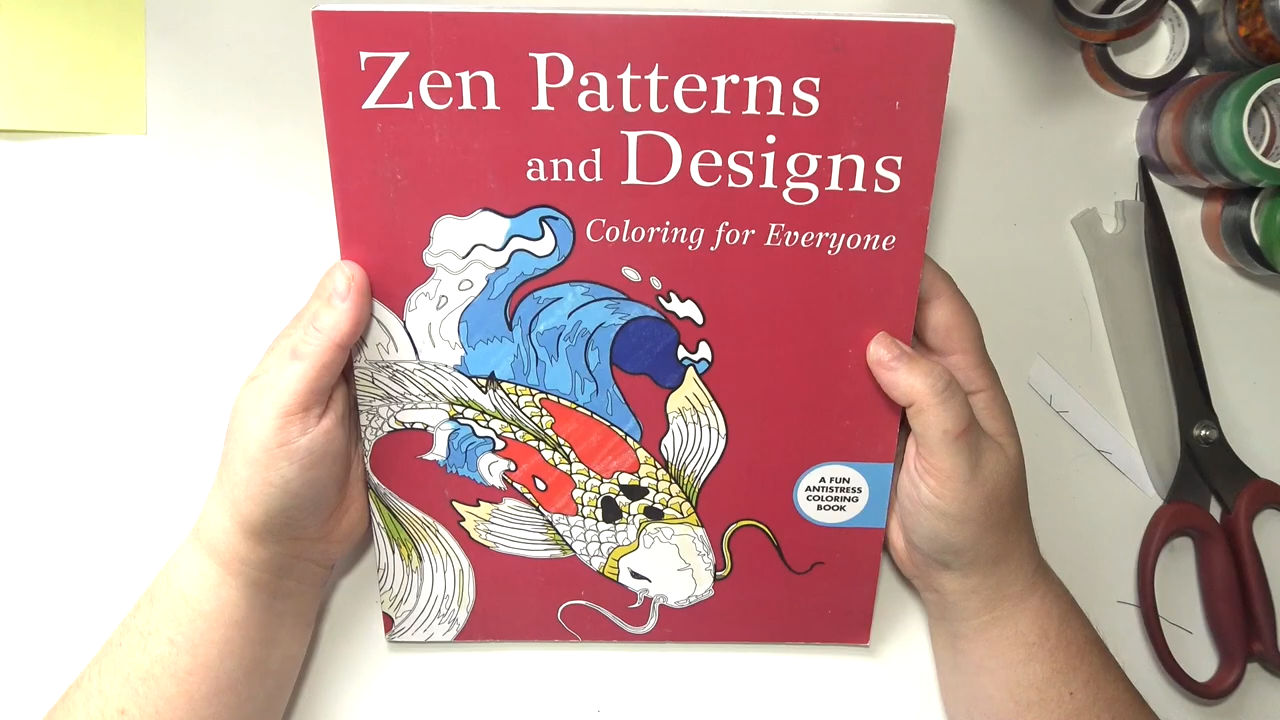 Zen Patterns
and Designs
Coloring for Everyone
A FUN
ANTISTRESS
COLORING
BOOK